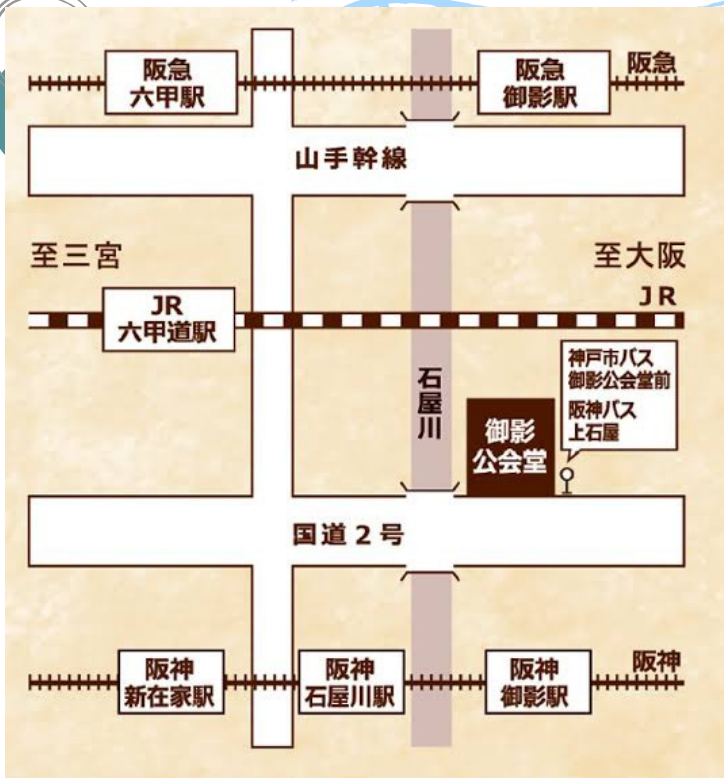 阪急
六甲駅
阪急
御影駅
阪急
山手幹線
至三宮
至大阪
JR
JR
六甲道駅
神戸市バス
御影公会堂前
阪神バス
上石屋
石屋川
御影
公会堂
国道2号
阪神
新在家駅
阪神
石屋川駅
阪神
御影駅
阪神